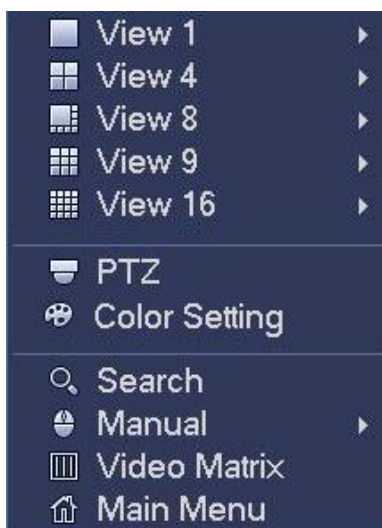 View 1
View 4
View 8
View 9
View 16
PTZ
Color Setting
Search
Manual
Video Matrix
Main Menu